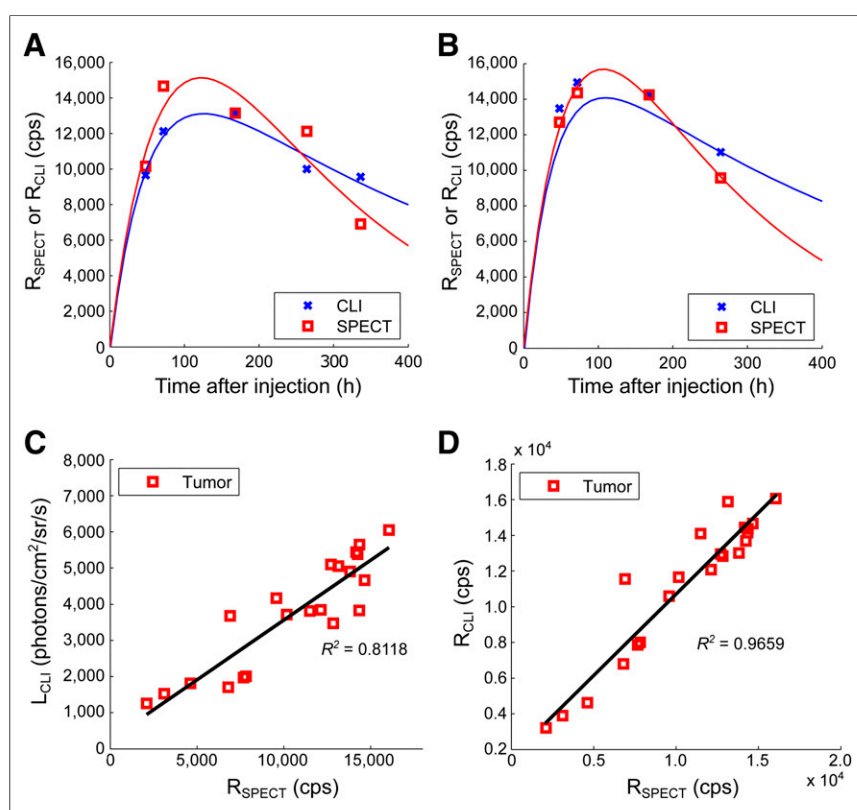 A
16,000
14,000
12,000
10,000
8,000
6,000
4,000
2,000
0
R_SPECT or R_CLI (cps)
CLI
SPECT
0 100 200 300 400
Time after injection (h)
B
16,000
14,000
12,000
10,000
8,000
6,000
4,000
2,000
0
R_SPECT or R_CLI (cps)
CLI
SPECT
0 100 200 300 400
Time after injection (h)
C
8,000
7,000
6,000
5,000
4,000
3,000
2,000
1,000
0
L_CLI (photons/cm²/sr/s)
Tumor
R² = 0.8118
5,000 10,000 15,000
R_SPECT (cps)
D
x 10⁴
1.8
1.6
1.4
1.2
1.0
0.8
0.6
0.4
0.2
R_CLI (cps)
Tumor
R² = 0.9659
0 0.5 1.0 1.5 2.0
x 10⁴
R_SPECT (cps)